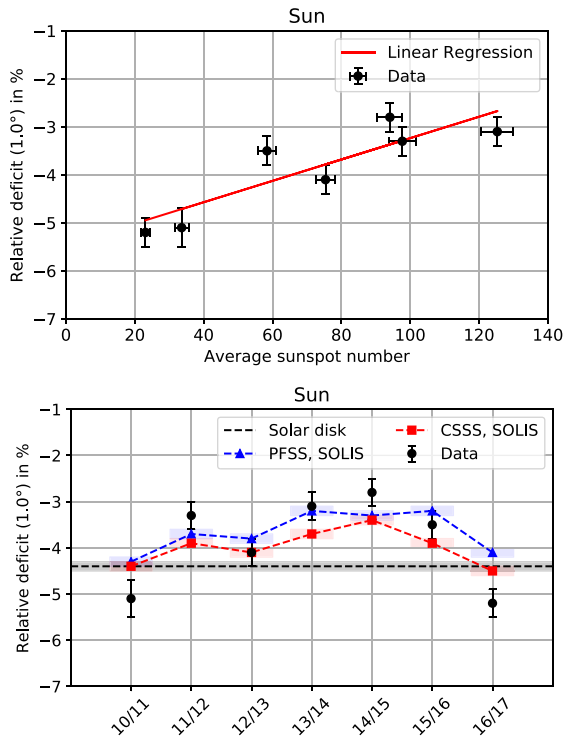 Sun
Relative deficit (1.0°) in %
−1
−2
−3
−4
−5
−6
−7
Linear Regression
Data
0 20 40 60 80 100 120 140
Average sunspot number
Sun
Relative deficit (1.0°) in %
−1
−2
−3
−4
−5
−6
−7
Solar disk CSSS, SOLIS
PFSS, SOLIS Data
10/11 11/12 12/13 13/14 14/15 15/16 16/17